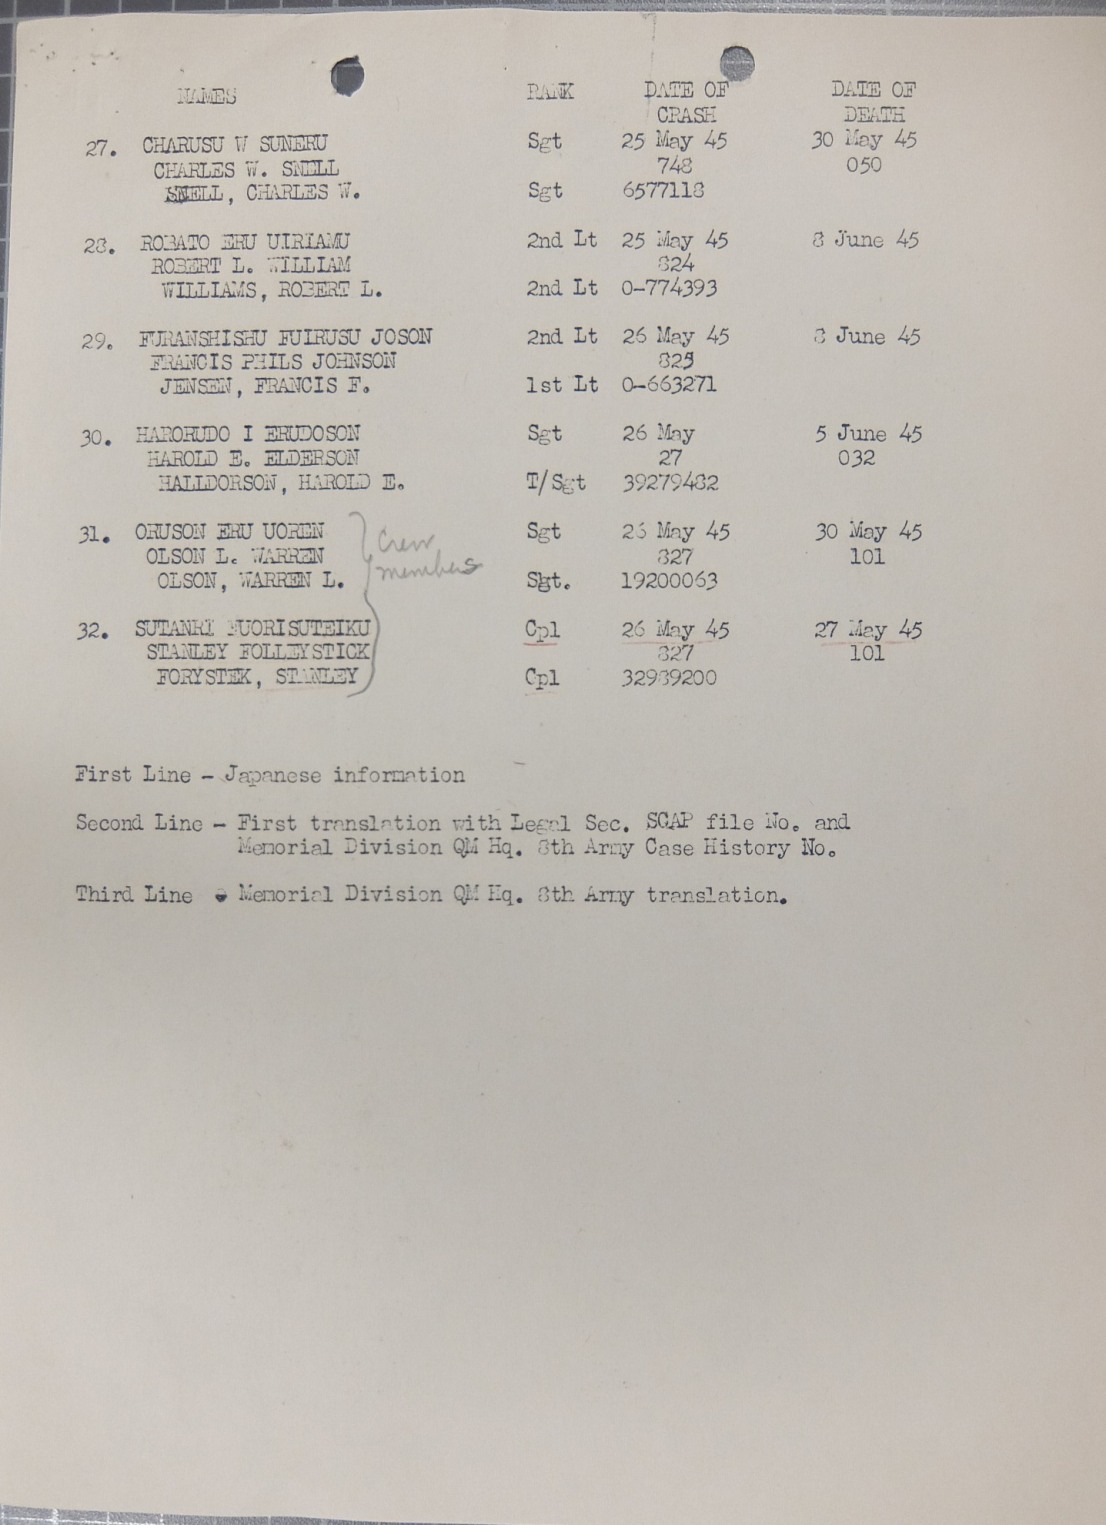 NAMES RANK DATE OF CRASH DATE OF DEATH
27. CHARUSU W SUNERU Sgt 25 May 45 30 May 45
CHARLES W. SNELL 748 050
SNELL, CHARLES W. Sgt 6577118
28. ROBATO ERU UIRIAMU 2nd Lt 25 May 45 8 June 45
ROBERT L. WILLIAM 824
WILLIAMS, ROBERT L. 2nd Lt O-774393
29. FURANSHISHU FUIRUSU JOSON 2nd Lt 26 May 45 8 June 45
FRANCIS PHILS JOHNSON 825
JENSEN, FRANCIS F. 1st Lt O-663271
30. HARORUDO I ERUDOSON Sgt 26 May 5 June 45
HAROLD E. ELDERSON 27 032
HALLDORSON, HAROLD E. T/Sgt 39279482
31. ORUSON ERU UOREN Sgt 26 May 45 30 May 45
OLSON L. WARREN 827 101
OLSON, WARREN L. Sgt. 19200063
Crew
members
32. SUTANRI FUORISUTEIKU Cpl 26 May 45 27 May 45
STANLEY FOLLEYSTICK 827 101
FORYSTEK, STANLEY Cpl 32989200
First Line - Japanese information
Second Line - First translation with Legal Sec. SCAP file No. and
Memorial Division QM Hq. 8th Army Case History No.
Third Line - Memorial Division QM Hq. 8th Army translation.